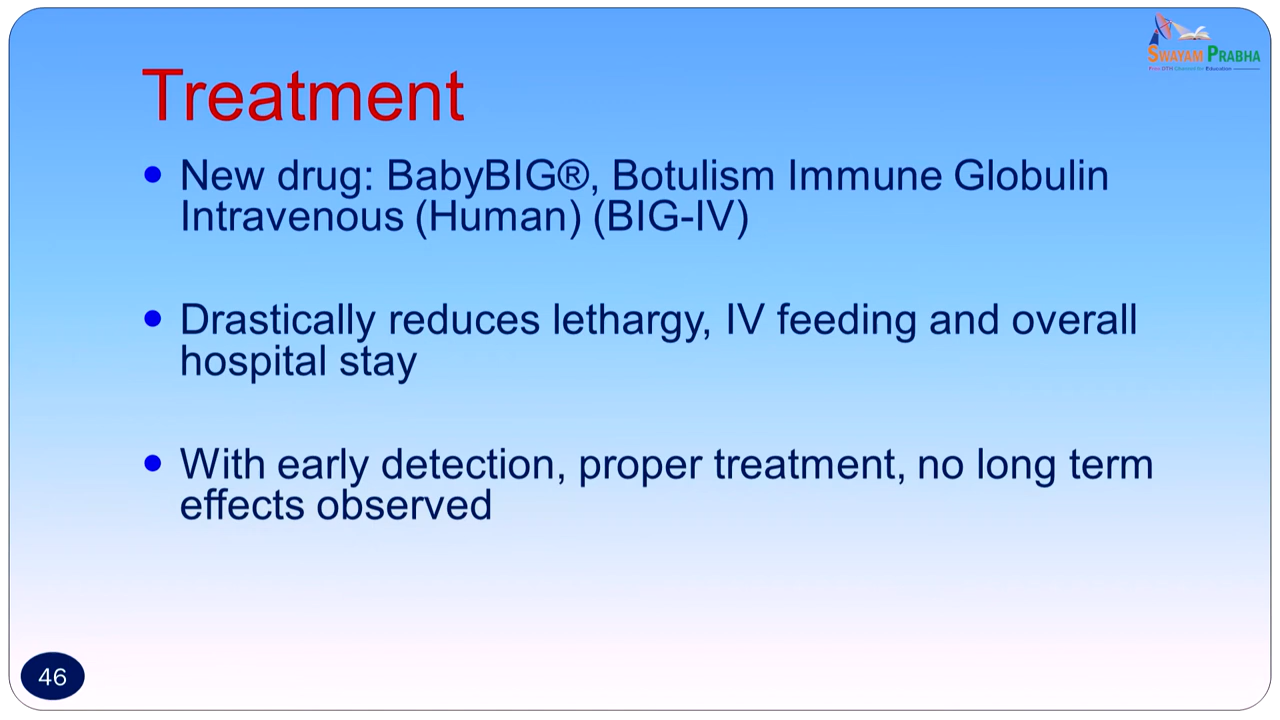 SWAYAM PRABHA
Treatment
• New drug: BabyBIG®, Botulism Immune Globulin
Intravenous (Human) (BIG-IV)
• Drastically reduces lethargy, IV feeding and overall
hospital stay
• With early detection, proper treatment, no long term
effects observed
46